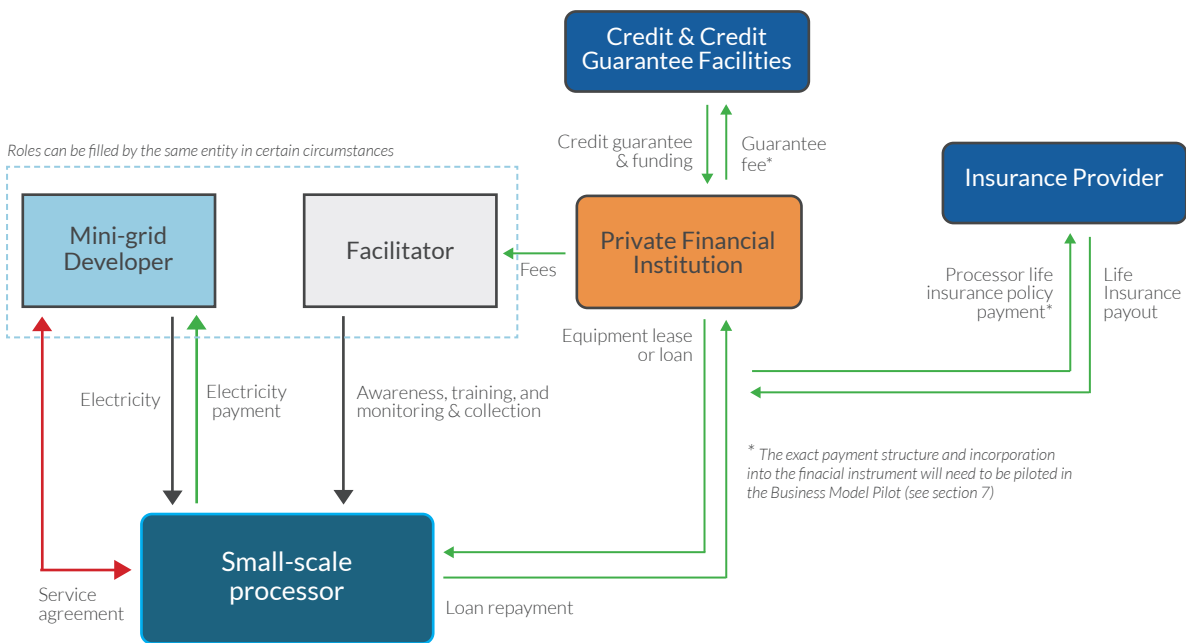 Credit & Credit
Guarantee Facilities
Credit guarantee
& funding
Guarantee
fee*
Roles can be filled by the same entity in certain circumstances
Insurance Provider
Mini-grid
Developer
Facilitator
Private Financial
Institution
Fees
Processor life
insurance policy
payment*
Life
Insurance
payout
Equipment lease
or loan
Electricity
Electricity
payment
Awareness, training, and
monitoring & collection
* The exact payment structure and incorporation
into the finacial instrument will need to be piloted in
the Business Model Pilot (see section 7)
Small-scale
processor
Service
agreement
Loan repayment